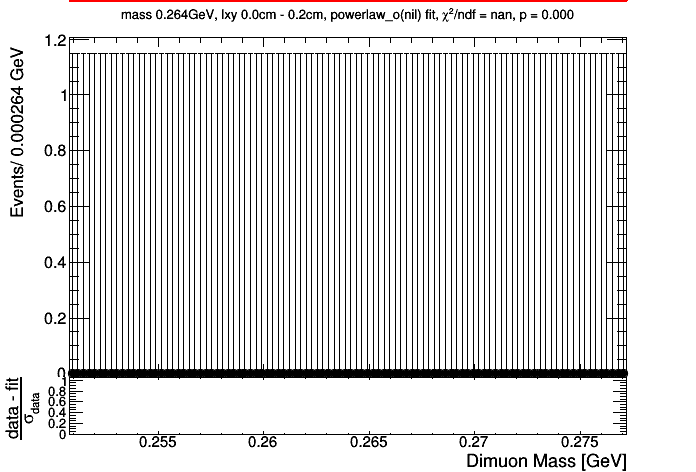 mass 0.264GeV, lxy 0.0cm - 0.2cm, powerlaw_o(nil) fit, χ²/ndf = nan, p = 0.000
Events/ 0.000264 GeV
1.2
1
0.8
0.6
0.4
0.2
0
data - fit
σdata
1
0.8
0.6
0.4
0.2
0
0.255 0.26 0.265 0.27 0.275
Dimuon Mass [GeV]